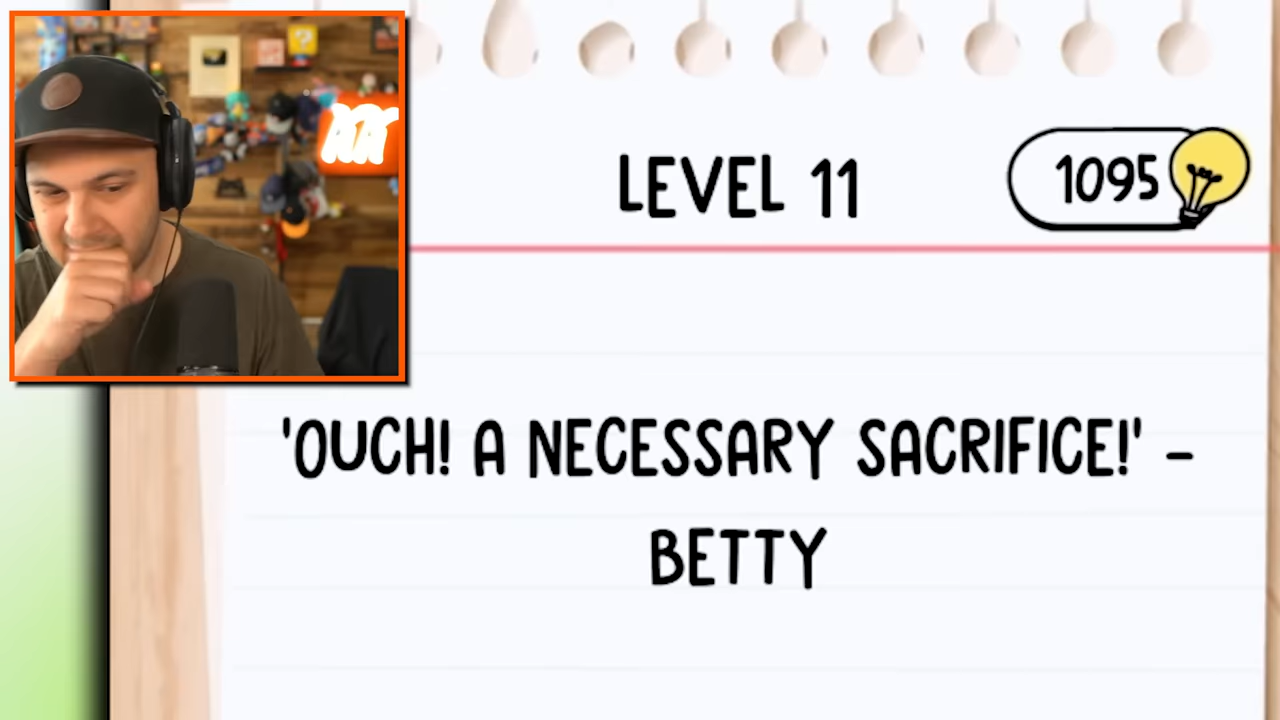 LEVEL 11
1095
'OUCH! A NECESSARY SACRIFICE!' –
BETTY